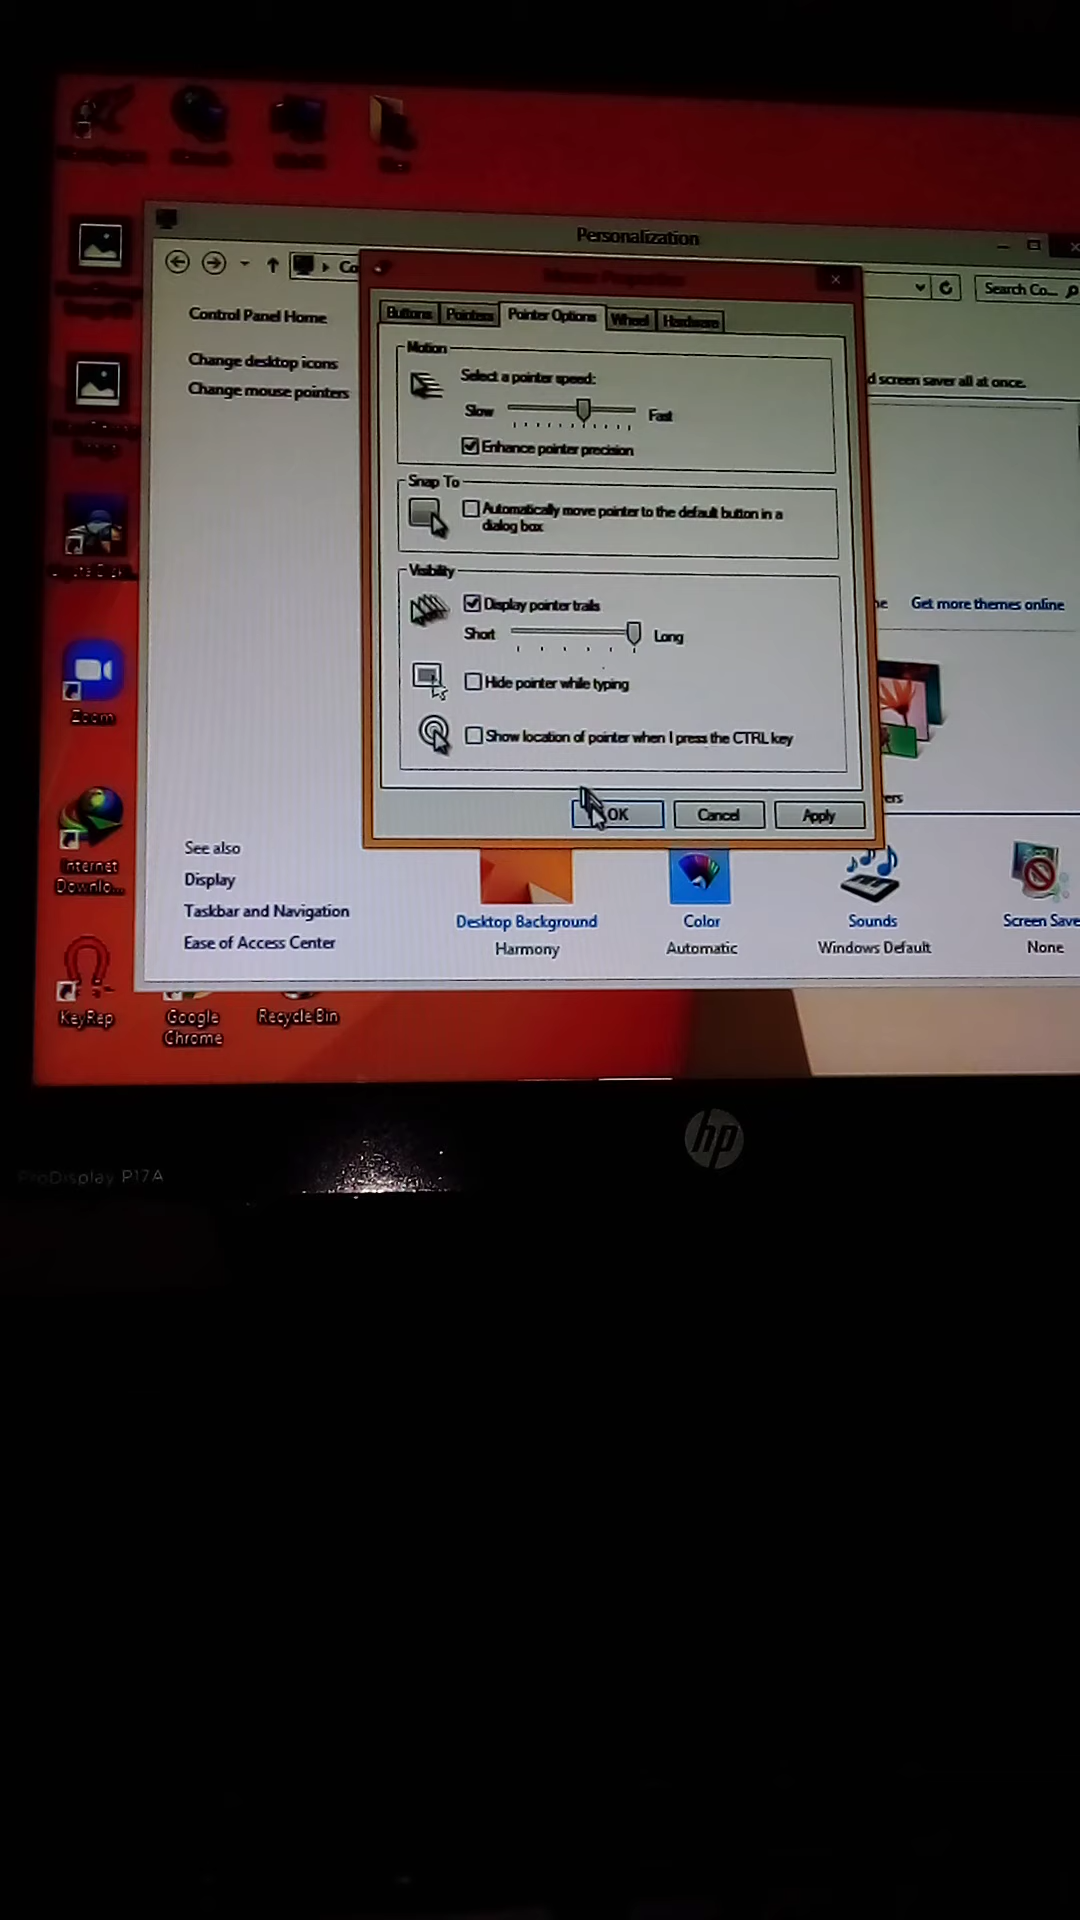 Personalization
Co
Search Co...
Control Panel Home
Change desktop icons
Change mouse pointers
Buttons
Pointers
Pointer Options
Wheel
Hardware
Motion
Select a pointer speed:
Slow
Fast
Enhance pointer precision
Snap To
Automatically move pointer to the default button in a
dialog box
Visibility
Display pointer trails
Short
Long
Hide pointer while typing
Show location of pointer when I press the CTRL key
OK
Cancel
Apply
d screen saver all at once.
Get more themes online
ers
See also
Display
Taskbar and Navigation
Ease of Access Center
Desktop Background
Harmony
Color
Automatic
Sounds
Windows Default
Screen Save
None
Zoom
Internet
Downlo...
KeyRep
Google
Chrome
Recycle Bin
hp
ProDisplay P17A